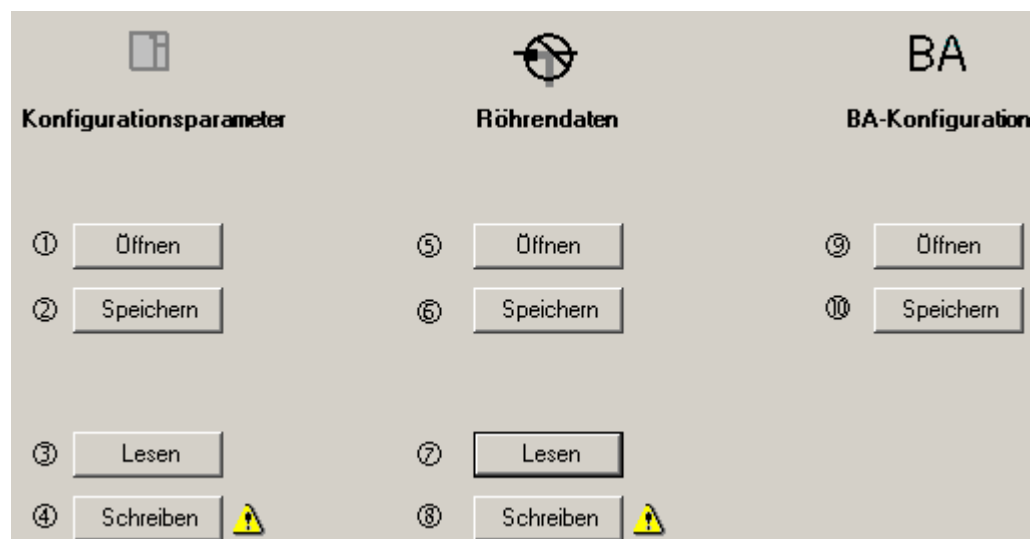 BA
Konfigurationsparameter Röhrendaten BA-Konfiguration
① Öffnen ⑤ Öffnen ⑨ Öffnen
② Speichern ⑥ Speichern ⑩ Speichern
③ Lesen ⑦ Lesen
④ Schreiben ⑧ Schreiben